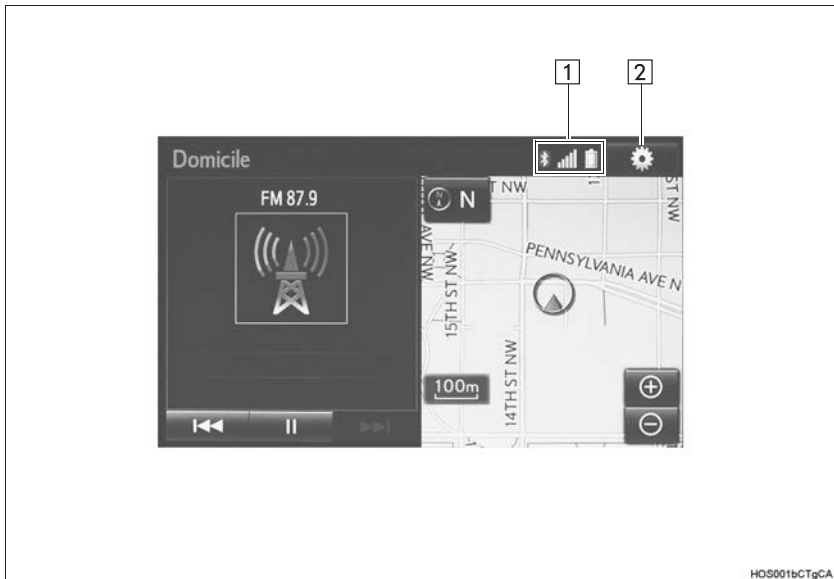 1 2
Domicile
FM 87.9
N
T NW
ST NW
AVE NW
15TH ST NW
PENNSYLVANIA AVE N
14TH ST NW
100m
HOS001bCTgCA